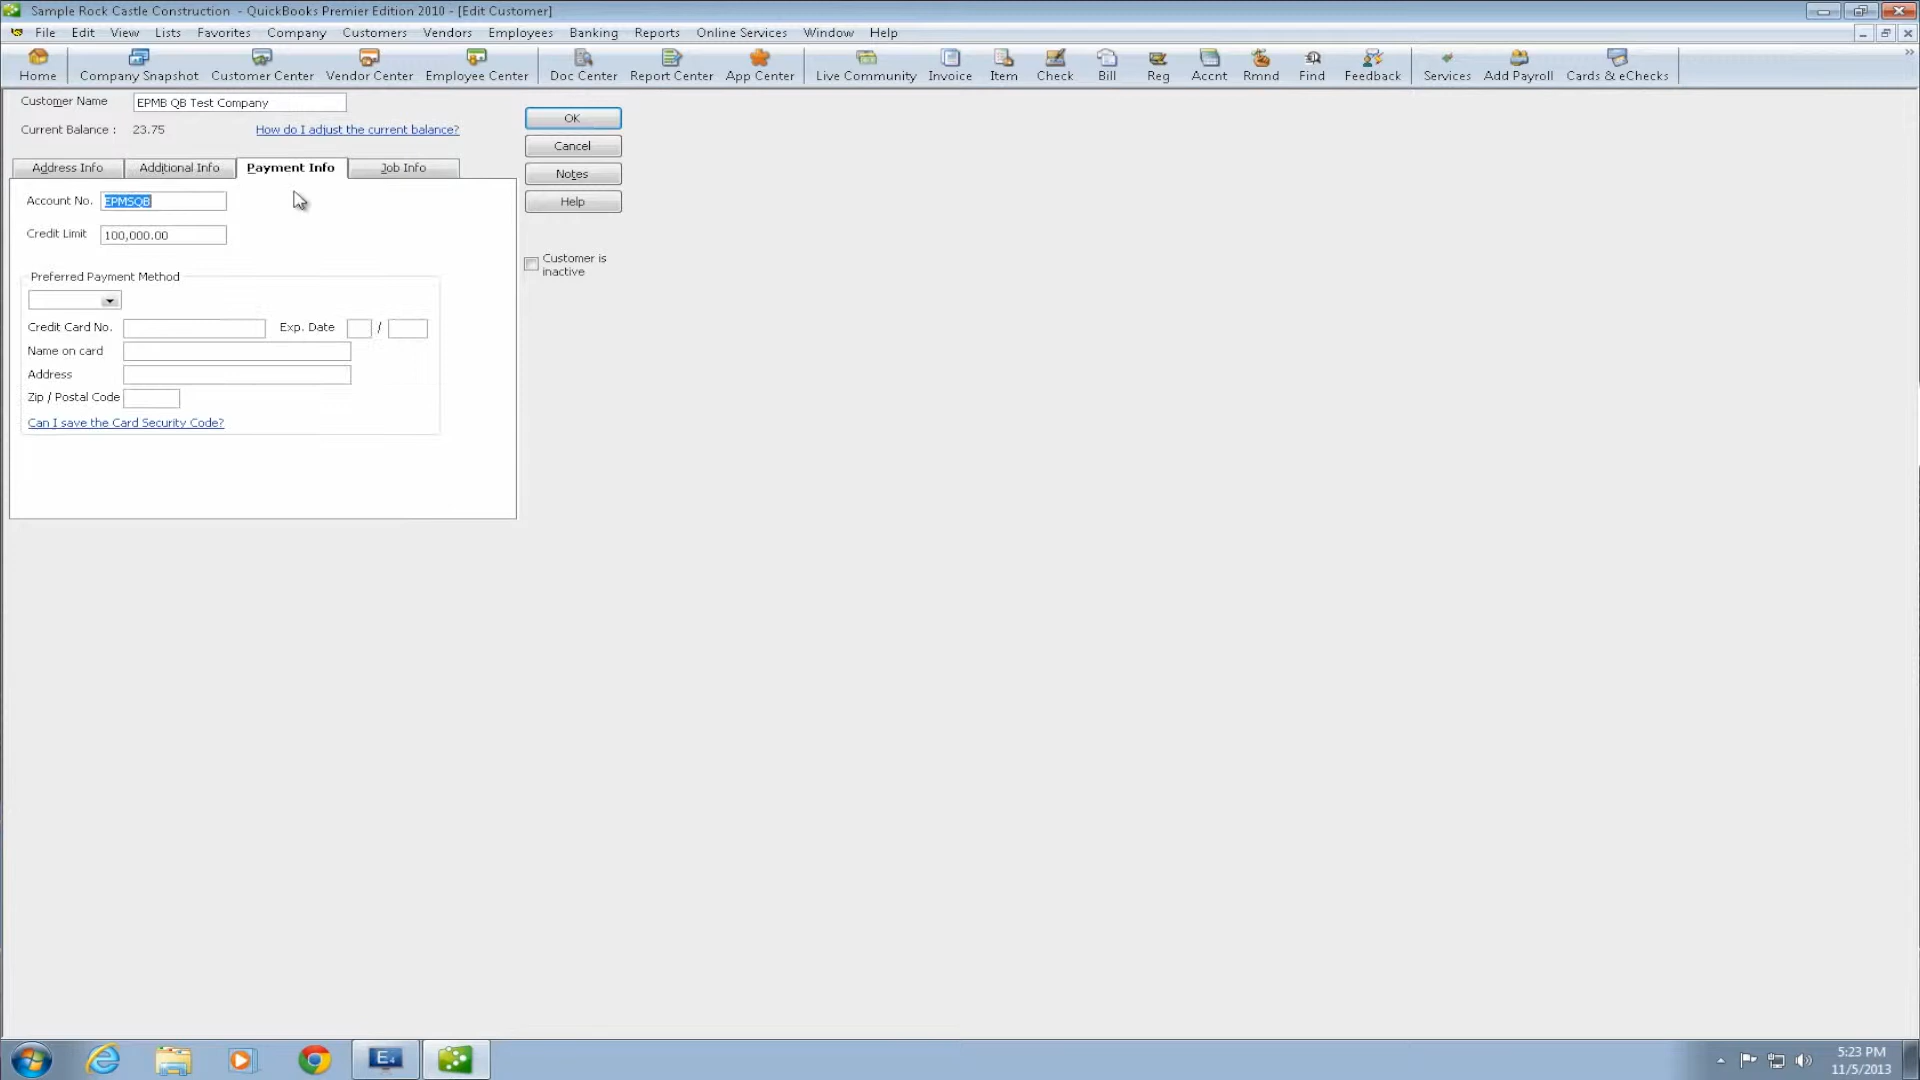 Sample Rock Castle Construction - QuickBooks Premier Edition 2010 - [Edit Customer]
File Edit View Lists Favorites Company Customers Vendors Employees Banking Reports Online Services Window Help
Home Company Snapshot Customer Center Vendor Center Employee Center Doc Center Report Center App Center Live Community Invoice Item Check Bill Reg Accnt Rmnd Find Feedback Services Add Payroll Cards & eChecks
Customer Name EPMB QB Test Company
Current Balance : 23.75 How do I adjust the current balance?
OK
Cancel
Notes
Help
Customer is
inactive
Address Info Additional Info Payment Info Job Info
Account No. EPMSQB
Credit Limit 100,000.00
Preferred Payment Method
Credit Card No. Exp. Date /
Name on card
Address
Zip / Postal Code
Can I save the Card Security Code?
5:23 PM
11/5/2013